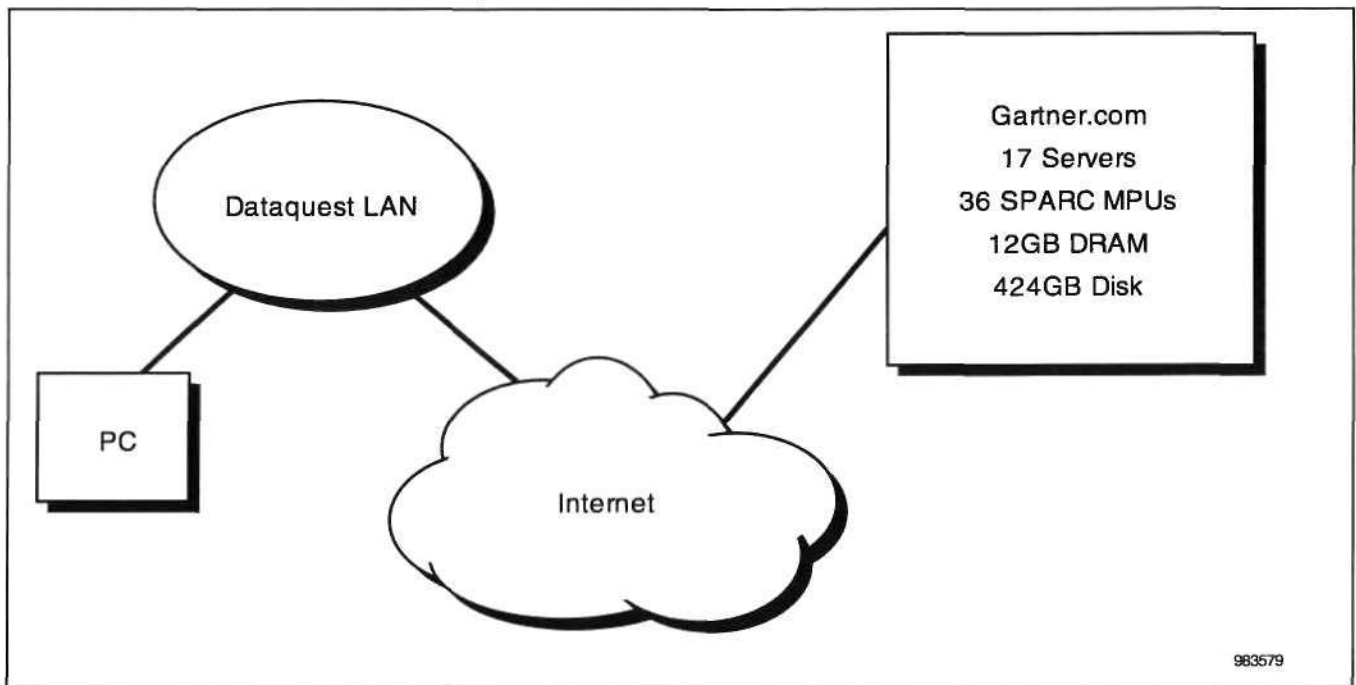 Dataquest LAN
PC
Internet
Gartner.com
17 Servers
36 SPARC MPUs
12GB DRAM
424GB Disk
983579